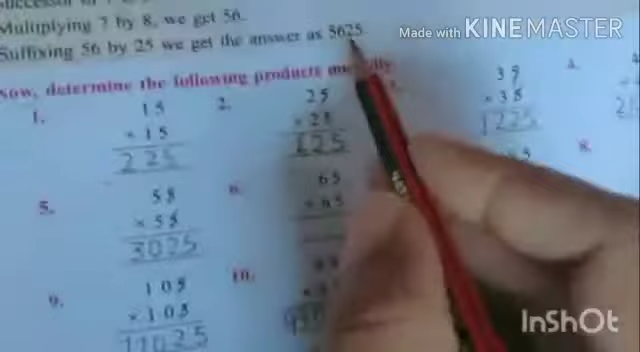 Multiplying 7 by 8, we get 56.
Suffixing 56 by 25 we get the answer as 5625.
Made with KINEMASTER
Now, determine the following products
1. 15 × 15 225
2. 25 × 25
35 × 35 1225
5. 55 × 55 3025
6. 65 × 65
8.
9. 105 × 105 11025
10.
InShOt